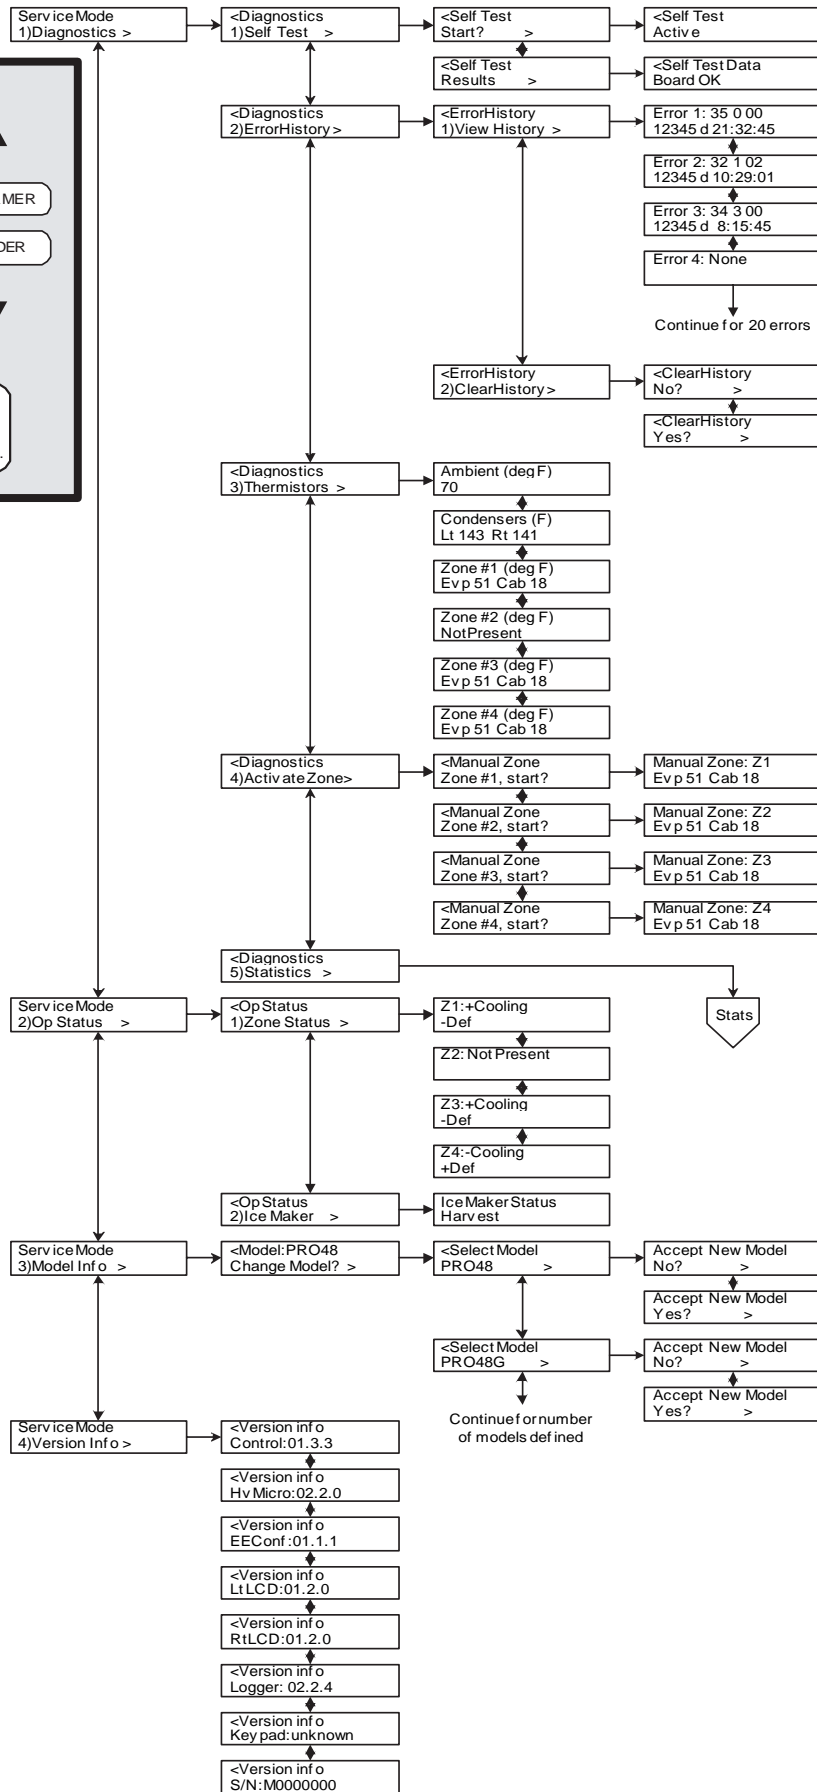 Service Mode
1)Diagnostics >
<Diagnostics
1)Self Test >
<Self Test
Start? >
<Self Test
Active
<Self Test
Results >
<Self Test Data
Board OK
<Diagnostics
2)ErrorHistory>
<ErrorHistory
1)View History >
Error 1: 35 0 00
12345 d 21:32:45
Error 2: 32 1 02
12345 d 10:29:01
Error 3: 34 3 00
12345 d 8:15:45
Error 4: None
Continue for 20 errors
MER
DER
<ErrorHistory
2)ClearHistory>
<ClearHistory
No? >
<ClearHistory
Yes? >
<Diagnostics
3)Thermistors >
Ambient (deg F)
70
Condensers (F)
Lt 143 Rt 141
Zone #1 (deg F)
Evp 51 Cab 18
Zone #2 (deg F)
NotPresent
Zone #3 (deg F)
Evp 51 Cab 18
Zone #4 (deg F)
Evp 51 Cab 18
<Diagnostics
4)ActivateZone>
<Manual Zone
Zone #1, start?
Manual Zone: Z1
Evp 51 Cab 18
<Manual Zone
Zone #2, start?
Manual Zone: Z2
Evp 51 Cab 18
<Manual Zone
Zone #3, start?
Manual Zone: Z3
Evp 51 Cab 18
<Manual Zone
Zone #4, start?
Manual Zone: Z4
Evp 51 Cab 18
<Diagnostics
5)Statistics >
Stats
Service Mode
2)Op Status >
<Op Status
1)Zone Status >
Z1:+Cooling
-Def
Z2: Not Present
Z3:+Cooling
-Def
Z4:-Cooling
+Def
<Op Status
2)Ice Maker >
Ice Maker Status
Harvest
Service Mode
3)Model Info >
<Model:PRO48
Change Model? >
<Select Model
PRO48 >
Accept New Model
No? >
Accept New Model
Yes? >
<Select Model
PRO48G >
Accept New Model
No? >
Accept New Model
Yes? >
Continue for number
of models defined
Service Mode
4)Version Info >
<Version info
Control:01.3.3
<Version info
Hv Micro:02.2.0
<Version info
EEConf:01.1.1
<Version info
LtLCD:01.2.0
<Version info
RtLCD:01.2.0
<Version info
Logger: 02.2.4
<Version info
Keypad:unknown
<Version info
S/N:M0000000